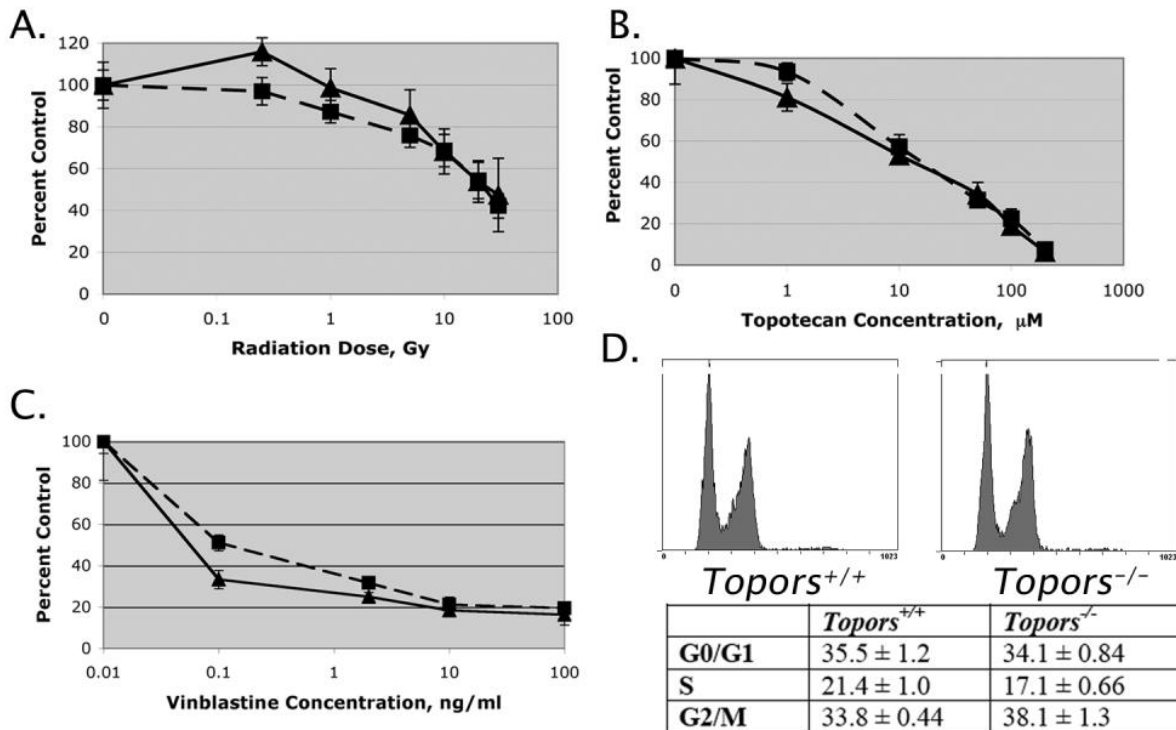 A.
120
100
80
60
40
20
0
Percent Control
0 0.1 1 10 100
Radiation Dose, Gy
B.
100
80
60
40
20
0
Percent Control
0 1 10 100 1000
Topotecan Concentration, µM
C.
100
80
60
40
20
0
Percent Control
0.01 0.1 1 10 100
Vinblastine Concentration, ng/ml
D.
0 1023
0 1023
Topors+/+ Topors-/-
Topors+/+ Topors-/-
G0/G1 35.5 ± 1.2 34.1 ± 0.84
S 21.4 ± 1.0 17.1 ± 0.66
G2/M 33.8 ± 0.44 38.1 ± 1.3